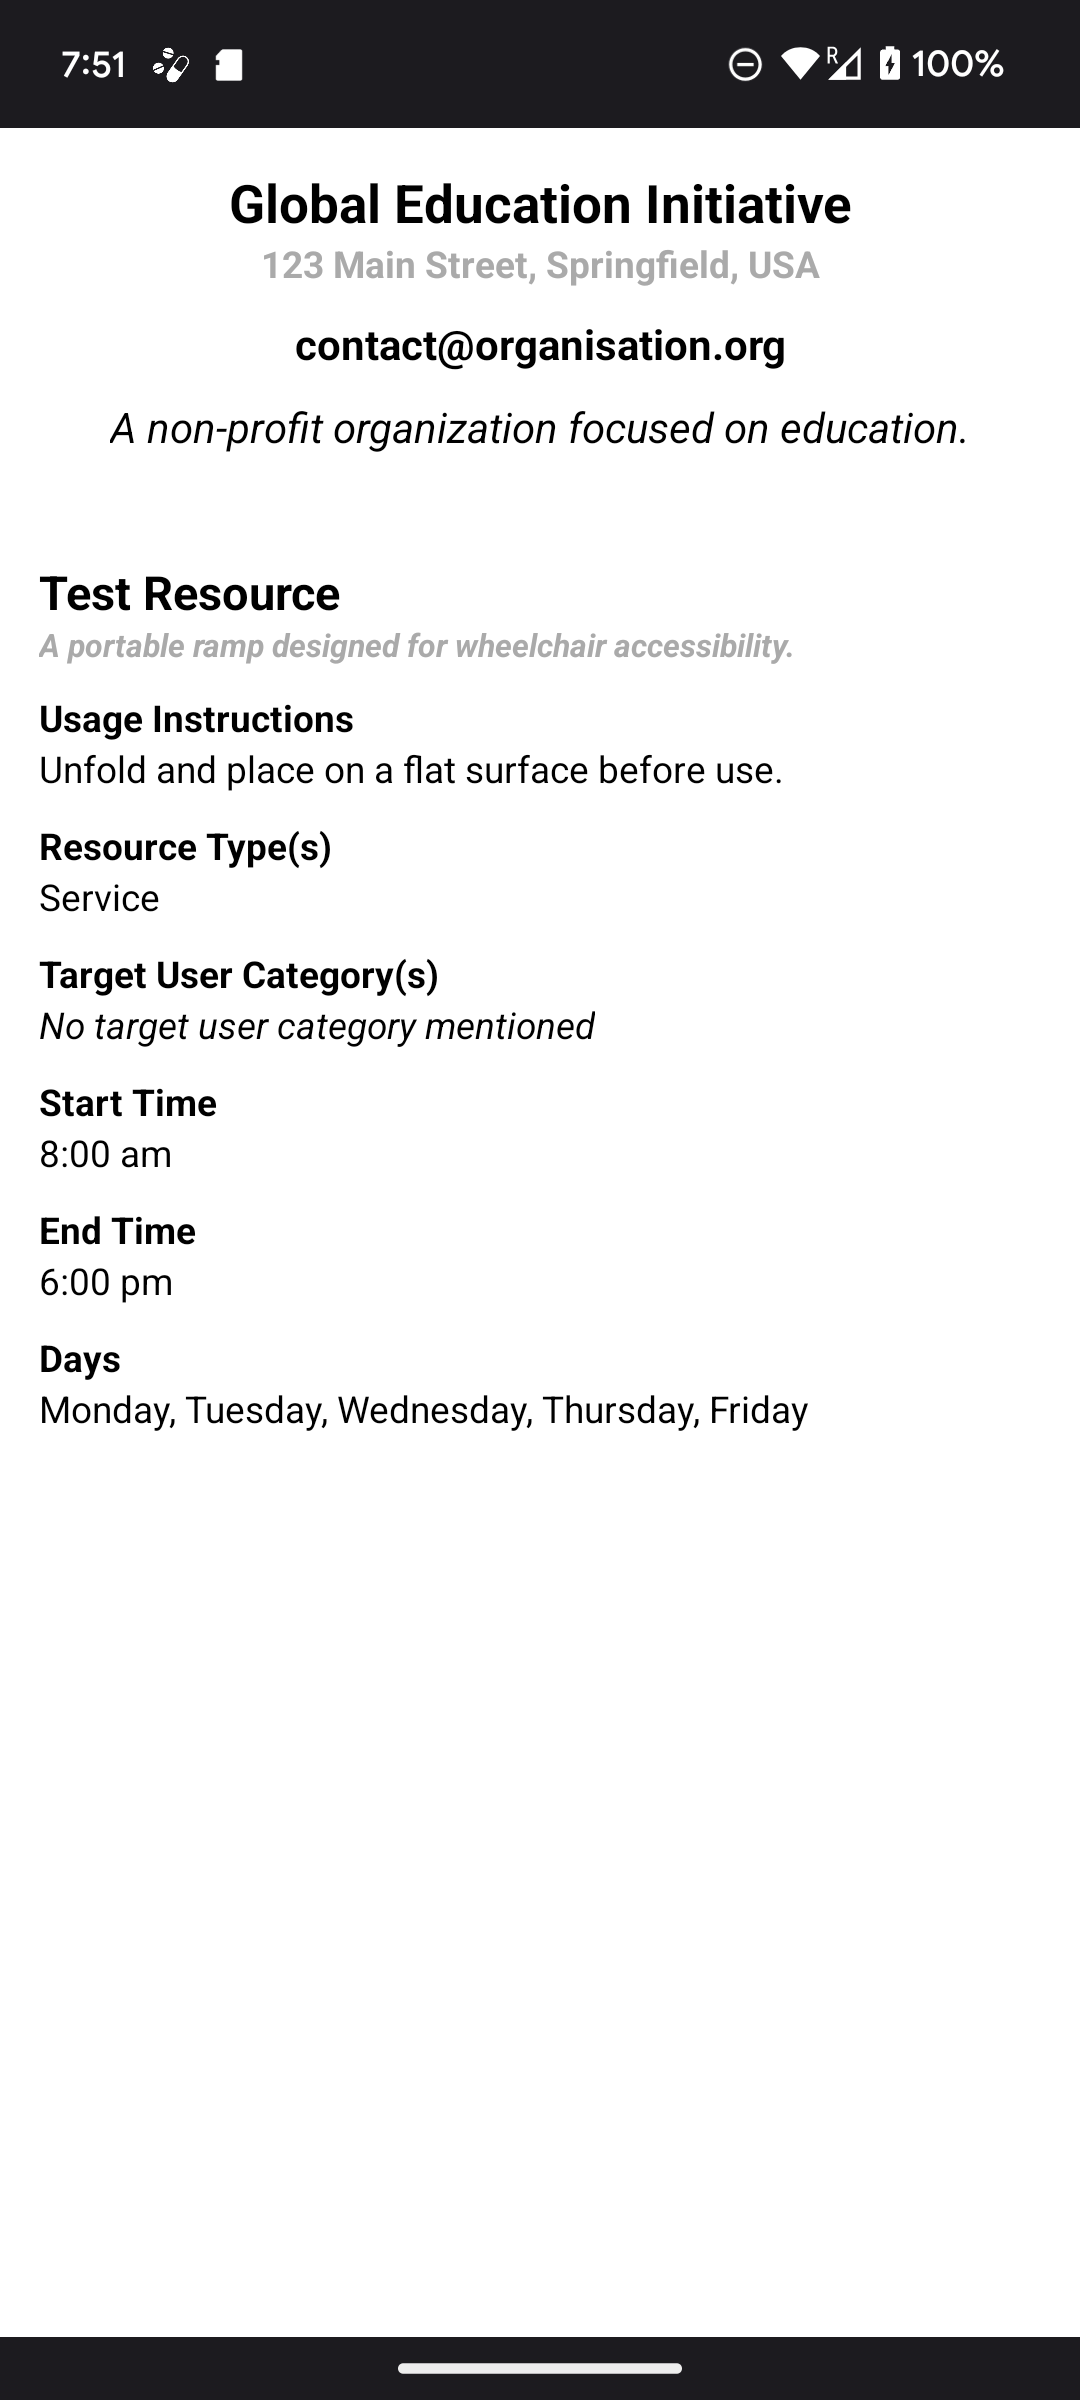 7:51
R
100%
Global Education Initiative
123 Main Street, Springfield, USA
contact@organisation.org
A non-profit organization focused on education.
Test Resource
A portable ramp designed for wheelchair accessibility.
Usage Instructions
Unfold and place on a flat surface before use.
Resource Type(s)
Service
Target User Category(s)
No target user category mentioned
Start Time
8:00 am
End Time
6:00 pm
Days
Monday, Tuesday, Wednesday, Thursday, Friday